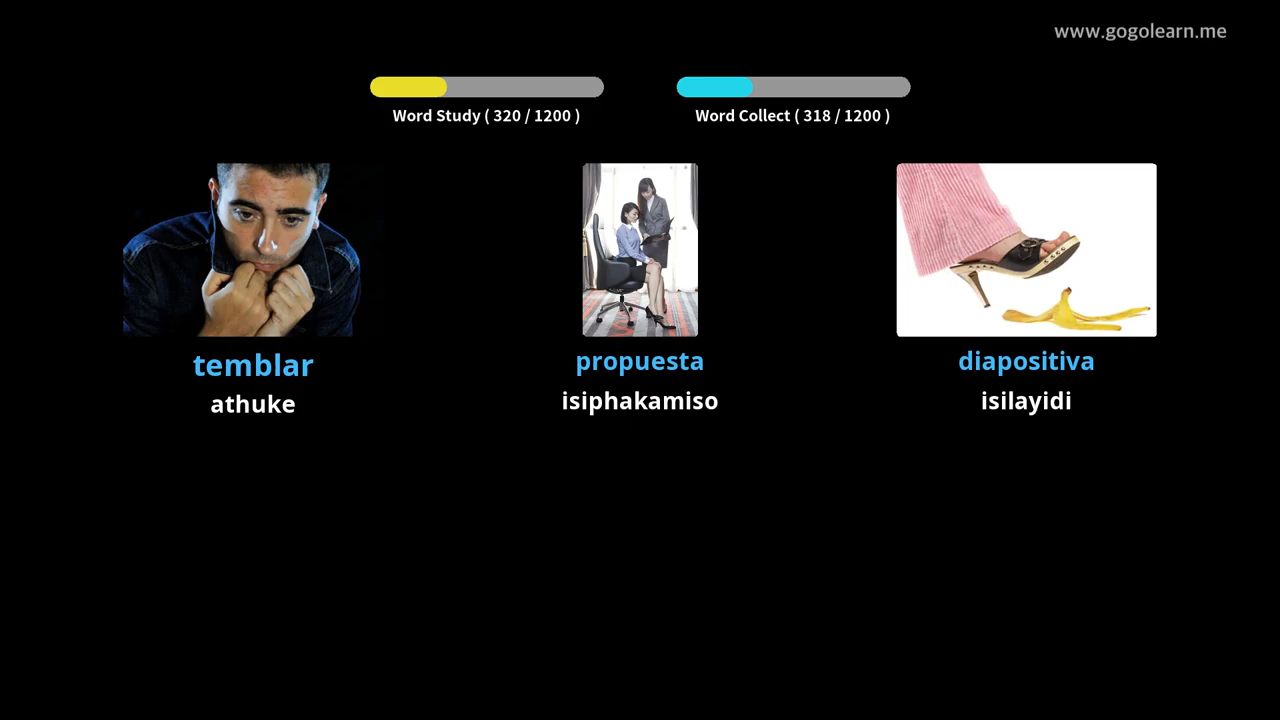 www.gogolearn.me
Word Study ( 320 / 1200 )
Word Collect ( 318 / 1200 )
temblar
athuke
propuesta
isiphakamiso
diapositiva
isilayidi